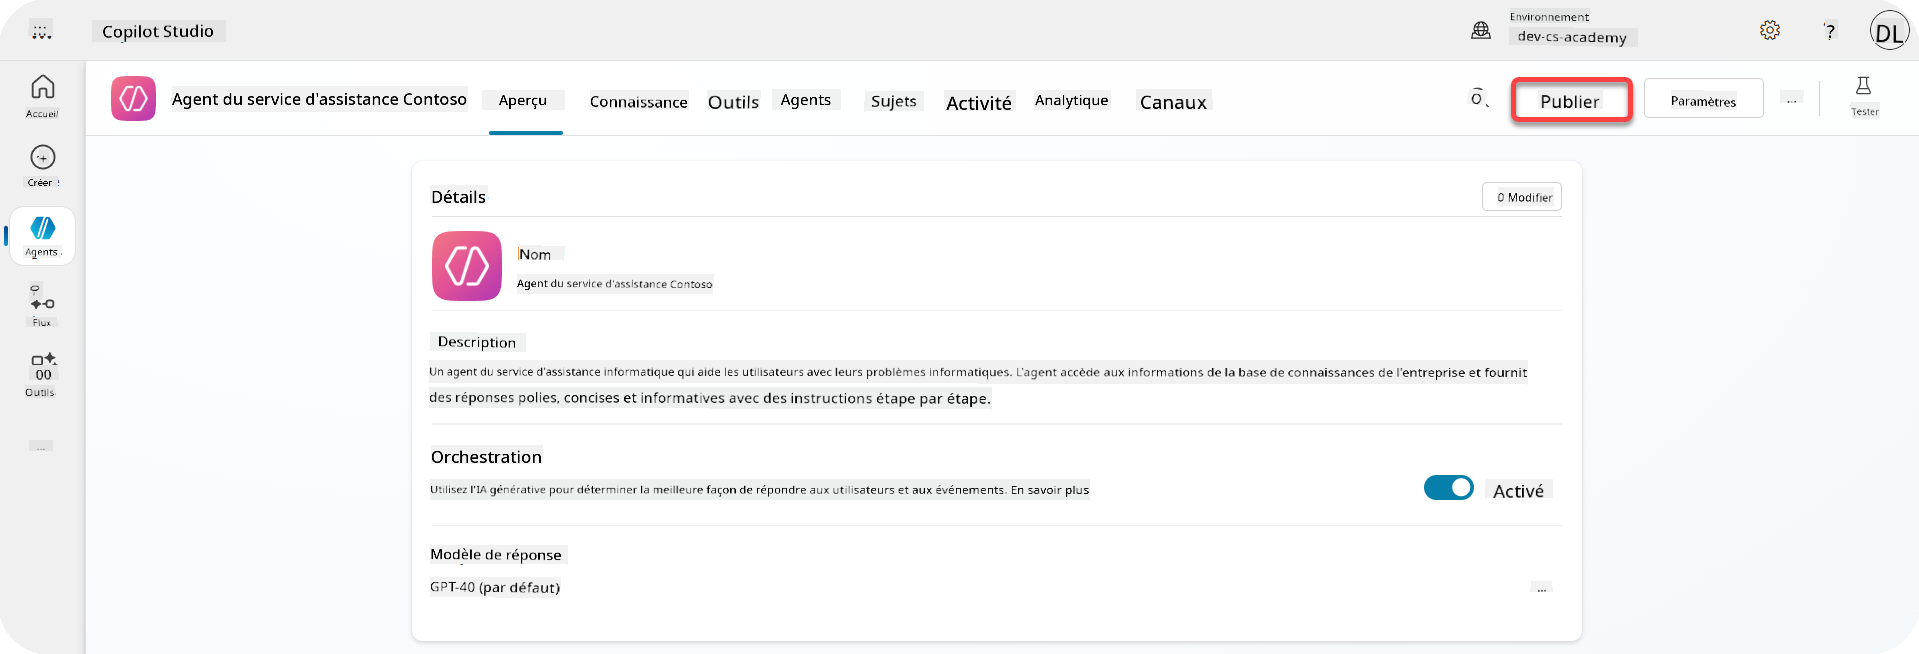 Copilot Studio
Environnement
dev-cs-academy
?
DL
Agent du service d'assistance Contoso
Aperçu
Connaissance
Outils
Agents
Sujets
Activité
Analytique
Canaux
Publier
Paramètres
...
Tester
Accueil
Créer
Agents
Flux
Outils
...
Détails
0 Modifier
Nom
Agent du service d'assistance Contoso
Description
Un agent du service d'assistance informatique qui aide les utilisateurs avec leurs problèmes informatiques. L'agent accède aux informations de la base de connaissances de l'entreprise et fournit
des réponses polies, concises et informatives avec des instructions étape par étape.
Orchestration
Utilisez l'IA générative pour déterminer la meilleure façon de répondre aux utilisateurs et aux événements. En savoir plus
Activé
Modèle de réponse
GPT-40 (par défaut)
...